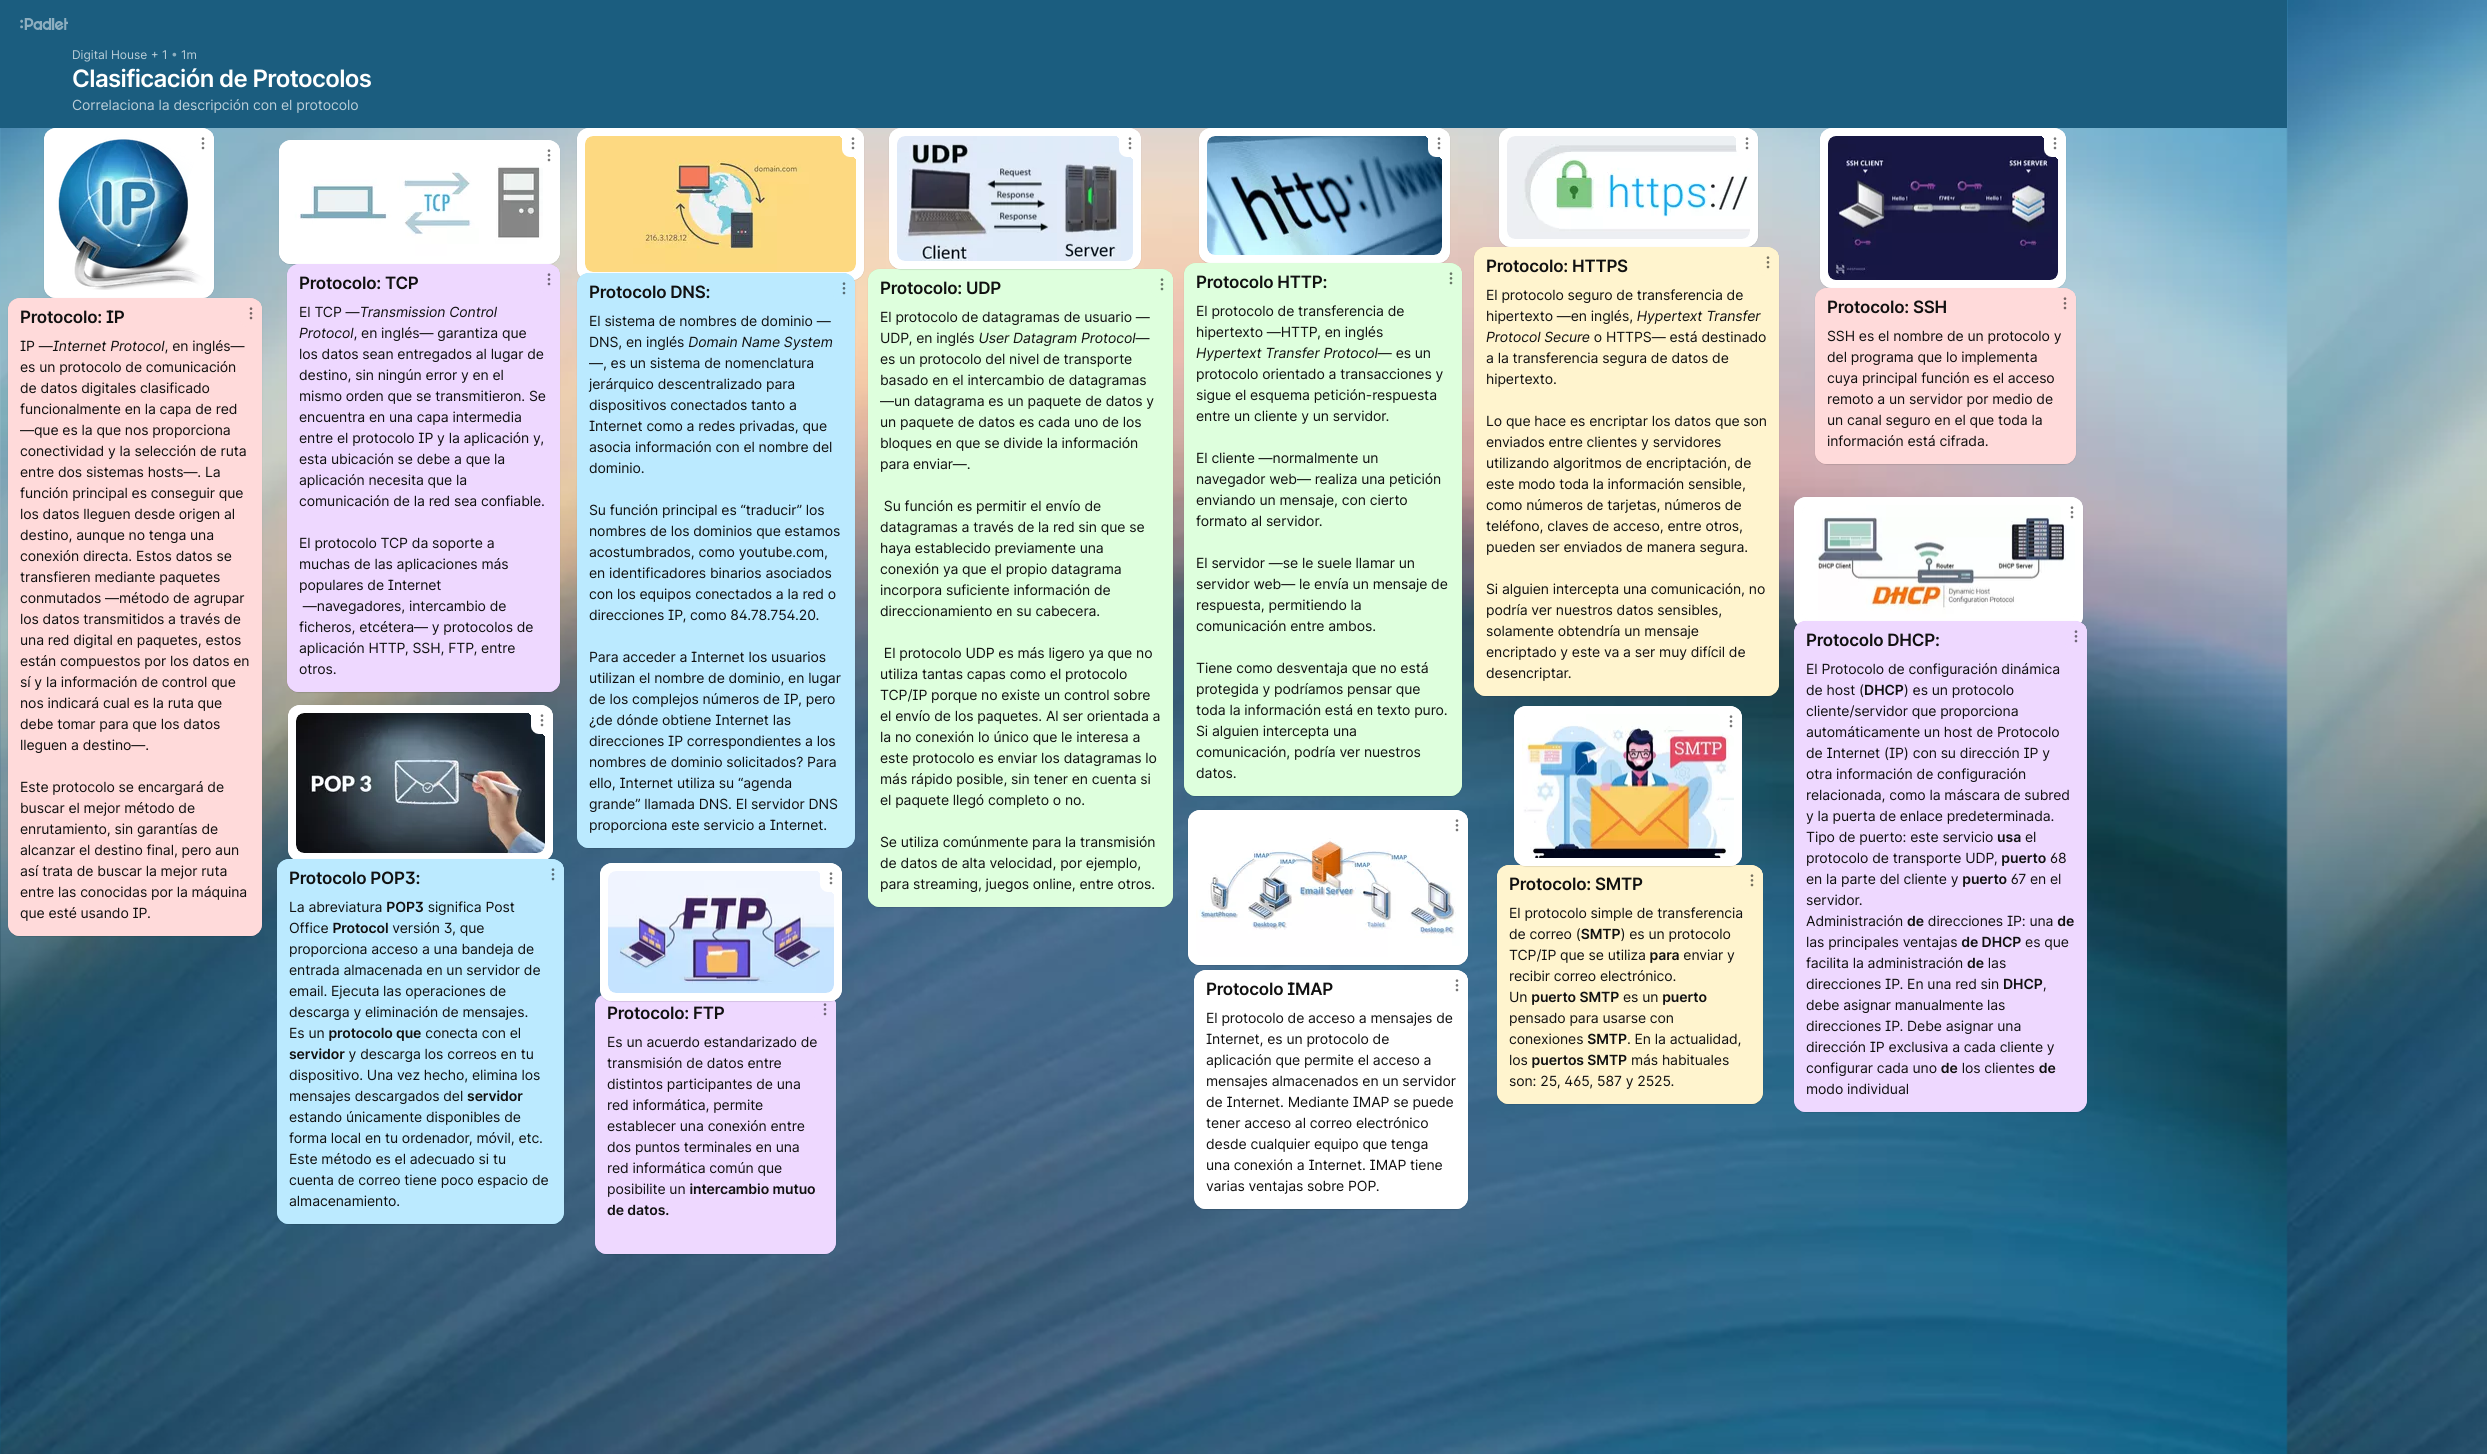 :Padlet
Digital House + 1 • 1m
Clasificación de Protocolos
Correlaciona la descripción con el protocolo
IP
Protocolo: IP
IP —Internet Protocol, en inglés—
es un protocolo de comunicación
de datos digitales clasificado
funcionalmente en la capa de red
—que es la que nos proporciona
conectividad y la selección de ruta
entre dos sistemas hosts—. La
función principal es conseguir que
los datos lleguen desde origen al
destino, aunque no tenga una
conexión directa. Estos datos se
transfieren mediante paquetes
conmutados —método de agrupar
los datos transmitidos a través de
una red digital en paquetes, estos
están compuestos por los datos en
sí y la información de control que
nos indicará cual es la ruta que
debe tomar para que los datos
lleguen a destino—.
Este protocolo se encargará de
buscar el mejor método de
enrutamiento, sin garantías de
alcanzar el destino final, pero aun
así trata de buscar la mejor ruta
entre las conocidas por la máquina
que esté usando IP.
TCP
Protocolo: TCP
El TCP —Transmission Control
Protocol, en inglés— garantiza que
los datos sean entregados al lugar de
destino, sin ningún error y en el
mismo orden que se transmitieron. Se
encuentra en una capa intermedia
entre el protocolo IP y la aplicación y,
esta ubicación se debe a que la
aplicación necesita que la
comunicación de la red sea confiable.
El protocolo TCP da soporte a
muchas de las aplicaciones más
populares de Internet
—navegadores, intercambio de
ficheros, etcétera— y protocolos de
aplicación HTTP, SSH, FTP, entre
otros.
POP 3
Protocolo POP3:
La abreviatura POP3 significa Post
Office Protocol versión 3, que
proporciona acceso a una bandeja de
entrada almacenada en un servidor de
email. Ejecuta las operaciones de
descarga y eliminación de mensajes.
Es un protocolo que conecta con el
servidor y descarga los correos en tu
dispositivo. Una vez hecho, elimina los
mensajes descargados del servidor
estando únicamente disponibles de
forma local en tu ordenador, móvil, etc.
Este método es el adecuado si tu
cuenta de correo tiene poco espacio de
almacenamiento.
domain.com
216.3.128.12
Protocolo DNS:
El sistema de nombres de dominio —
DNS, en inglés Domain Name System
—, es un sistema de nomenclatura
jerárquico descentralizado para
dispositivos conectados tanto a
Internet como a redes privadas, que
asocia información con el nombre del
dominio.
Su función principal es “traducir” los
nombres de los dominios que estamos
acostumbrados, como youtube.com,
en identificadores binarios asociados
con los equipos conectados a la red o
direcciones IP, como 84.78.754.20.
Para acceder a Internet los usuarios
utilizan el nombre de dominio, en lugar
de los complejos números de IP, pero
¿de dónde obtiene Internet las
direcciones IP correspondientes a los
nombres de dominio solicitados? Para
ello, Internet utiliza su “agenda
grande” llamada DNS. El servidor DNS
proporciona este servicio a Internet.
FTP
Protocolo: FTP
Es un acuerdo estandarizado de
transmisión de datos entre
distintos participantes de una
red informática, permite
establecer una conexión entre
dos puntos terminales en una
red informática común que
posibilite un intercambio mutuo
de datos.
UDP
Request
Response
Response
Client
Server
Protocolo: UDP
El protocolo de datagramas de usuario —
UDP, en inglés User Datagram Protocol—
es un protocolo del nivel de transporte
basado en el intercambio de datagramas
—un datagrama es un paquete de datos y
un paquete de datos es cada uno de los
bloques en que se divide la información
para enviar—.
Su función es permitir el envío de
datagramas a través de la red sin que se
haya establecido previamente una
conexión ya que el propio datagrama
incorpora suficiente información de
direccionamiento en su cabecera.
El protocolo UDP es más ligero ya que no
utiliza tantas capas como el protocolo
TCP/IP porque no existe un control sobre
el envío de los paquetes. Al ser orientada a
la no conexión lo único que le interesa a
este protocolo es enviar los datagramas lo
más rápido posible, sin tener en cuenta si
el paquete llegó completo o no.
Se utiliza comúnmente para la transmisión
de datos de alta velocidad, por ejemplo,
para streaming, juegos online, entre otros.
http://www
Protocolo HTTP:
El protocolo de transferencia de
hipertexto —HTTP, en inglés
Hypertext Transfer Protocol— es un
protocolo orientado a transacciones y
sigue el esquema petición-respuesta
entre un cliente y un servidor.
El cliente —normalmente un
navegador web— realiza una petición
enviando un mensaje, con cierto
formato al servidor.
El servidor —se le suele llamar un
servidor web— le envía un mensaje de
respuesta, permitiendo la
comunicación entre ambos.
Tiene como desventaja que no está
protegida y podríamos pensar que
toda la información está en texto puro.
Si alguien intercepta una
comunicación, podría ver nuestros
datos.
IMAP
IMAP
IMAP
IMAP
Email Server
SmartPhone
Desktop PC
Tablet
Desktop PC
Protocolo IMAP
El protocolo de acceso a mensajes de
Internet, es un protocolo de
aplicación que permite el acceso a
mensajes almacenados en un servidor
de Internet. Mediante IMAP se puede
tener acceso al correo electrónico
desde cualquier equipo que tenga
una conexión a Internet. IMAP tiene
varias ventajas sobre POP.
https://
Protocolo: HTTPS
El protocolo seguro de transferencia de
hipertexto —en inglés, Hypertext Transfer
Protocol Secure o HTTPS— está destinado
a la transferencia segura de datos de
hipertexto.
Lo que hace es encriptar los datos que son
enviados entre clientes y servidores
utilizando algoritmos de encriptación, de
este modo toda la información sensible,
como números de tarjetas, números de
teléfono, claves de acceso, entre otros,
pueden ser enviados de manera segura.
Si alguien intercepta una comunicación, no
podría ver nuestros datos sensibles,
solamente obtendría un mensaje
encriptado y este va a ser muy difícil de
desencriptar.
SMTP
Protocolo: SMTP
El protocolo simple de transferencia
de correo (SMTP) es un protocolo
TCP/IP que se utiliza para enviar y
recibir correo electrónico.
Un puerto SMTP es un puerto
pensado para usarse con
conexiones SMTP. En la actualidad,
los puertos SMTP más habituales
son: 25, 465, 587 y 2525.
SSH CLIENT
SSH SERVER
Hello !
Hello !
Protocolo: SSH
SSH es el nombre de un protocolo y
del programa que lo implementa
cuya principal función es el acceso
remoto a un servidor por medio de
un canal seguro en el que toda la
información está cifrada.
DHCP Client
Router
DHCP Server
DHCP
Dynamic Host
Configuration Protocol
Protocolo DHCP:
El Protocolo de configuración dinámica
de host (DHCP) es un protocolo
cliente/servidor que proporciona
automáticamente un host de Protocolo
de Internet (IP) con su dirección IP y
otra información de configuración
relacionada, como la máscara de subred
y la puerta de enlace predeterminada.
Tipo de puerto: este servicio usa el
protocolo de transporte UDP, puerto 68
en la parte del cliente y puerto 67 en el
servidor.
Administración de direcciones IP: una de
las principales ventajas de DHCP es que
facilita la administración de las
direcciones IP. En una red sin DHCP,
debe asignar manualmente las
direcciones IP. Debe asignar una
dirección IP exclusiva a cada cliente y
configurar cada uno de los clientes de
modo individual